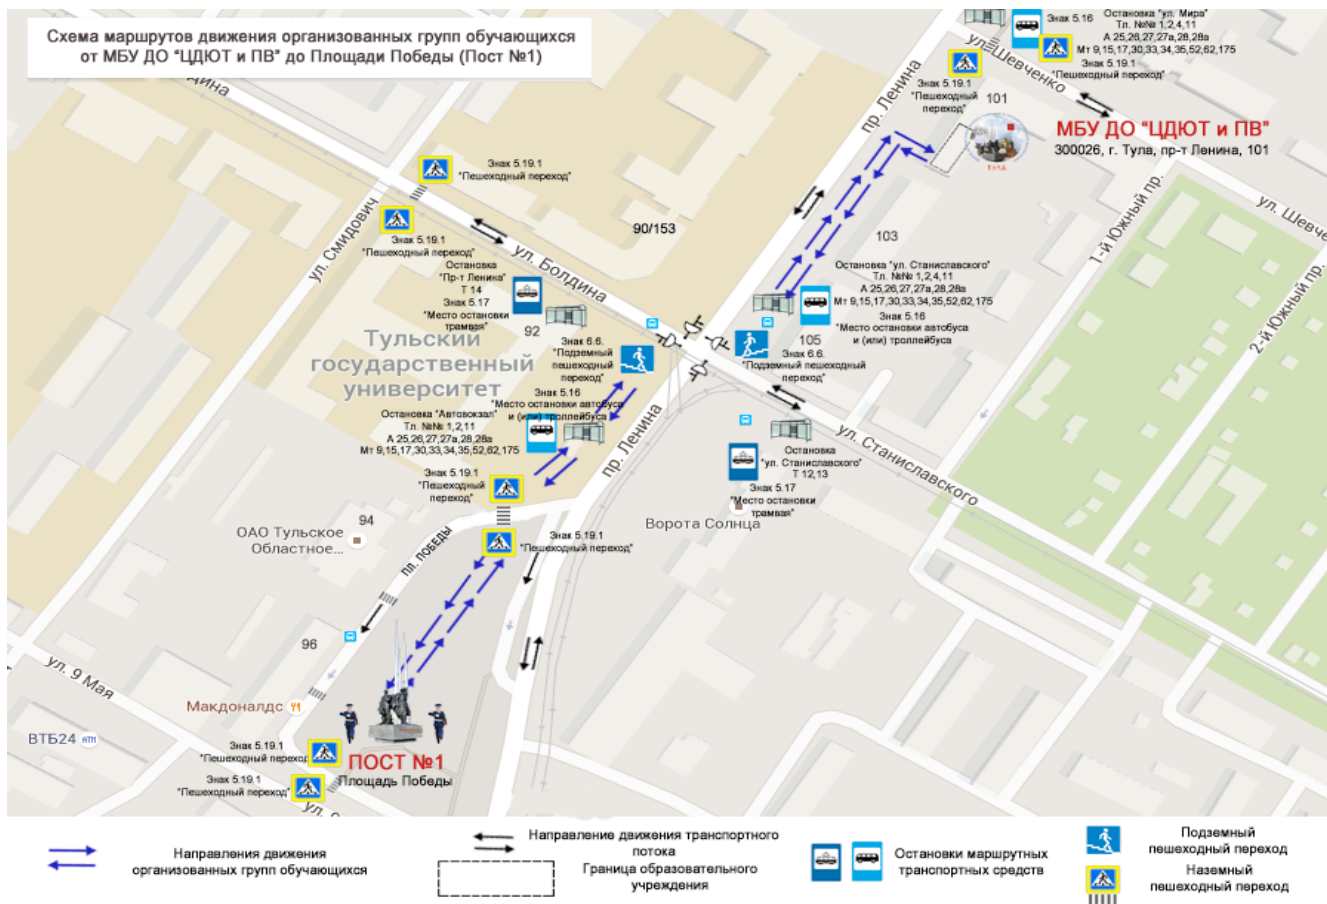 Схема маршрутов движения организованных групп обучающихся
от МБУ ДО "ЦДЮТ и ПВ" до Площади Победы (Пост №1)
Знак 5.16
Остановка "ул. Мира"
Тл. №№ 1,2,4,11
А 25,26,27,27а,28,28а
Мт 9,15,17,30,33,34,35,52,62,175
Знак 5.19.1
"Пешеходный переход"
ул. Шевченко
Знак 5.19.1
"Пешеходный
переход"
101
пр. Ленина
МБУ ДО "ЦДЮТ и ПВ"
300026, г. Тула, пр-т Ленина, 101
ТУЛА
Знак 5.19.1
"Пешеходный переход"
ул. Смидович
Знак 5.19.1
"Пешеходный переход"
ул. Болдина
90/153
103
1-й Южный пр.
2-й Южный пр.
Остановка
"Пр-т Ленина"
Т 14
Знак 5.17
"Место остановки
трамвая"
92
Остановка "ул. Станиславского"
Тл. №№ 1,2,4,11
А 25,26,27,27а,28,28а
Мт 9,15,17,30,33,34,35,52,62,175
Знак 5.16
"Место остановки автобуса
и (или) троллейбуса
105
Знак 6.6.
"Подземный пешеходный
переход)
Тульский
государственный
университет
Знак 6.6.
"Подземный
пешеходный
переход)
Знак 5.16
"Место остановки автобуса
и (или) троллейбуса
Остановка "Автовокзал"
Тл. №№ 1,2,11
А 25,26,27,27а,28,28а
Мт 9,15,17,30,33,34,35,52,62,175
пр. Ленина
ул. Станиславского
Остановка
"ул. Станиславского"
Т 12,13
Знак 5.17
"Место остановки
трамвая"
Ворота Солнца
Знак 5.19.1
"Пешеходный
переход"
94
ОАО Тульское
Областное...
пл. ПОБЕДЫ
Знак 5.19.1
"Пешеходный переход"
96
ул. 9 Мая
Макдоналдс
ВТБ24
ATM
Знак 5.19.1
"Пешеходный переход
Знак 5.19.1
"Пешеходный переход"
ПОСТ №1
Площадь Победы
Направления движения
организованных групп обучающихся
Направление движения транспортного
потока
Граница образовательного
учреждения
Остановки маршрутных
транспортных средств
Подземный
пешеходный переход
Наземный
пешеходный переход